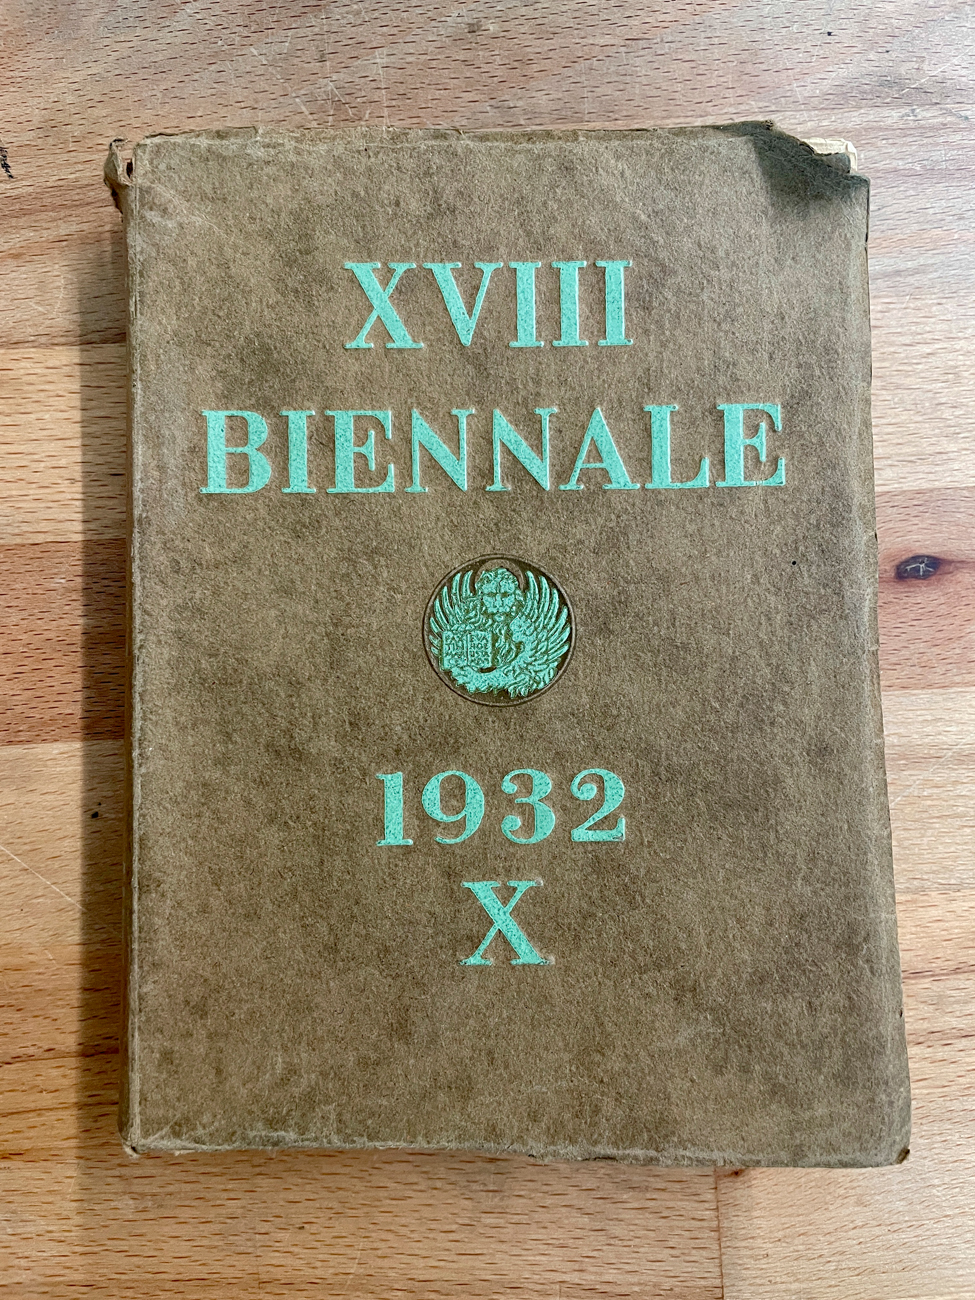 XVIII
BIENNALE
1932
X